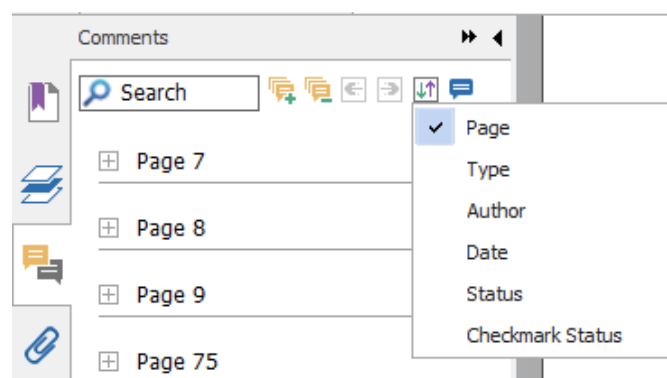 Comments
Search
Page 7
Page 8
Page 9
Page 75
Page
Type
Author
Date
Status
Checkmark Status